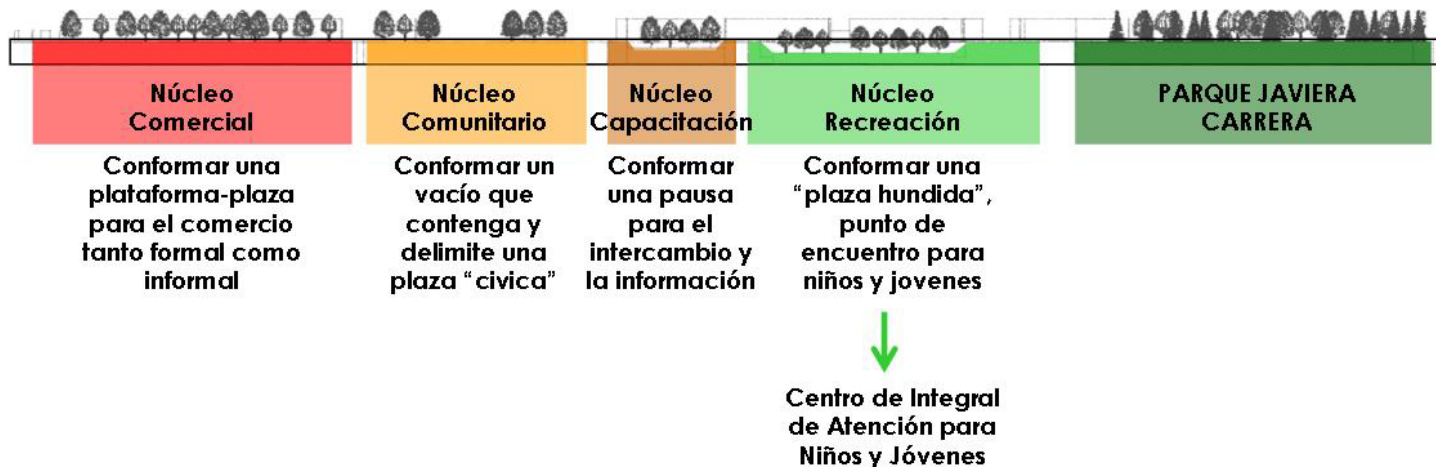 Núcleo
Comercial
Conformar una
plataforma-plaza
para el comercio
tanto formal como
informal
Núcleo
Comunitario
Conformar un
vacío que
contenga y
delimite una
plaza “civica”
Núcleo
Capacitación
Conformar
una pausa
para el
intercambio y
la información
Núcleo
Recreación
Conformar una
“plaza hundida”,
punto de
encuentro para
niños y jovenes
Centro de Integral
de Atención para
Niños y Jóvenes
PARQUE JAVIERA
CARRERA